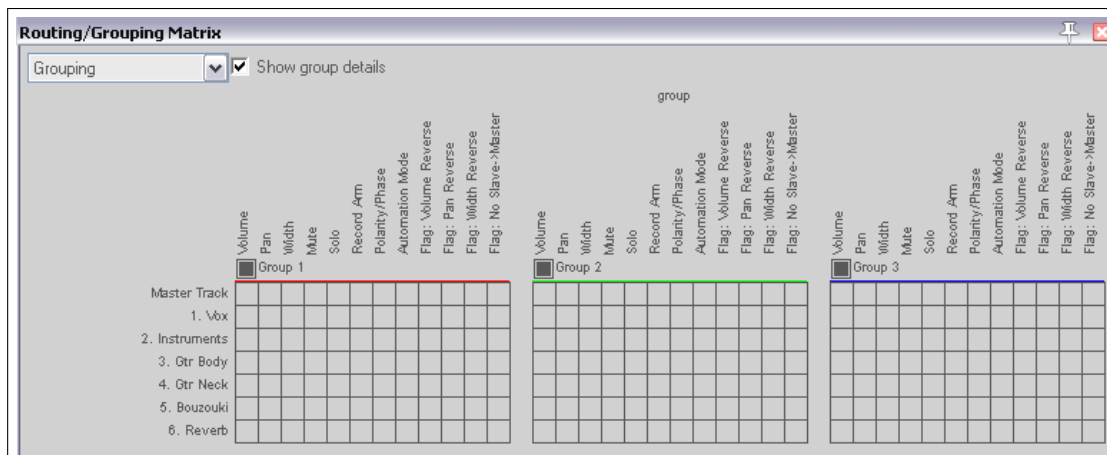 Routing/Grouping Matrix
Grouping
Show group details
group
Volume
Pan
Width
Mute
Solo
Record Arm
Polarity/Phase
Automation Mode
Flag: Volume Reverse
Flag: Pan Reverse
Flag: Width Reverse
Flag: No Slave->Master
Volume
Pan
Width
Mute
Solo
Record Arm
Polarity/Phase
Automation Mode
Flag: Volume Reverse
Flag: Pan Reverse
Flag: Width Reverse
Flag: No Slave->Master
Volume
Pan
Width
Mute
Solo
Record Arm
Polarity/Phase
Automation Mode
Flag: Volume Reverse
Flag: Pan Reverse
Flag: Width Reverse
Flag: No Slave->Master
Group 1
Group 2
Group 3
Master Track
1. Vox
2. Instruments
3. Gtr Body
4. Gtr Neck
5. Bouzouki
6. Reverb